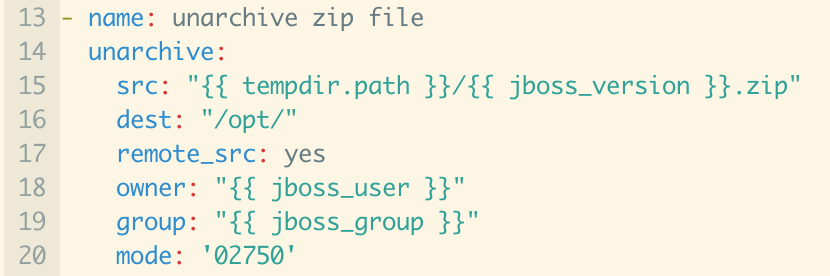 13 - name: unarchive zip file
14   unarchive:
15     src: "{{ tempdir.path }}/{{ jboss_version }}.zip"
16     dest: "/opt/"
17     remote_src: yes
18     owner: "{{ jboss_user }}"
19     group: "{{ jboss_group }}"
20     mode: '02750'